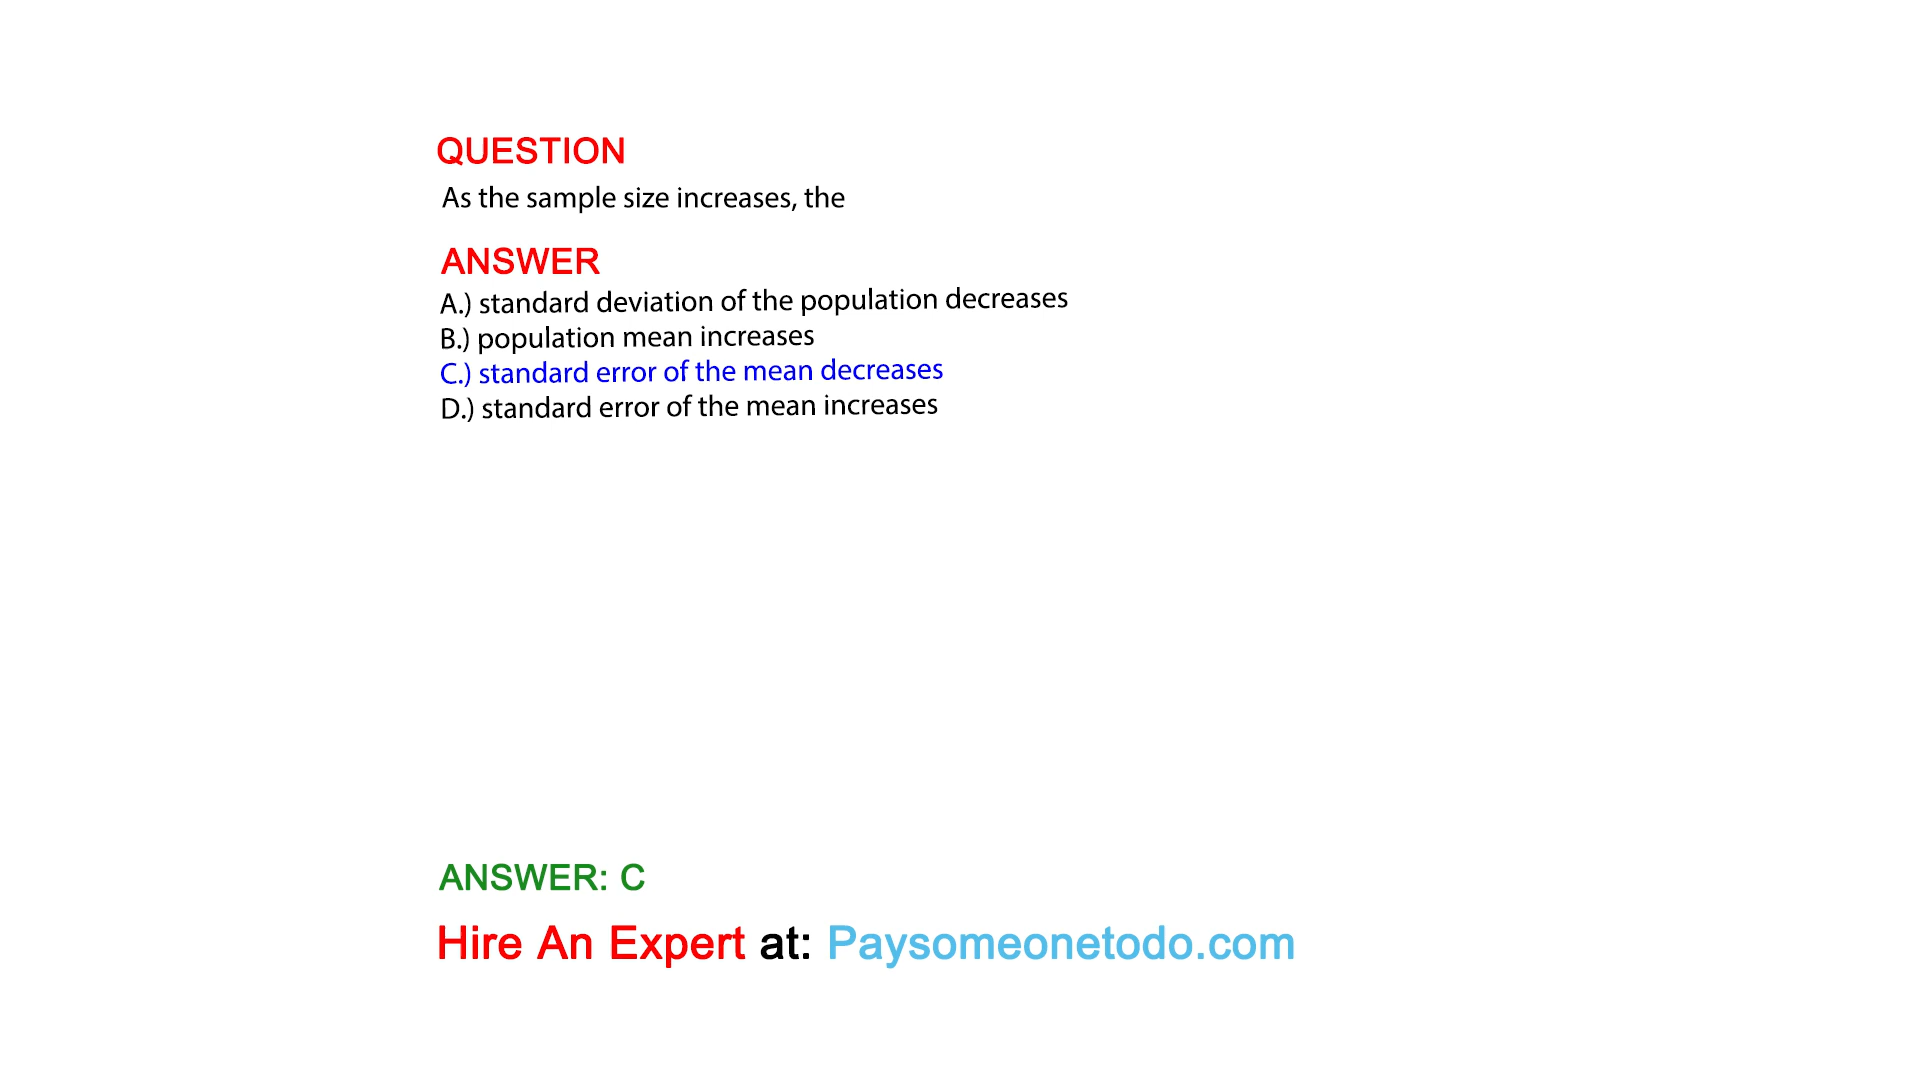 QUESTION
As the sample size increases, the
ANSWER
A.) standard deviation of the population decreases
B.) population mean increases
C.) standard error of the mean decreases
D.) standard error of the mean increases
ANSWER: C
Hire An Expert at: Paysomeonetodo.com